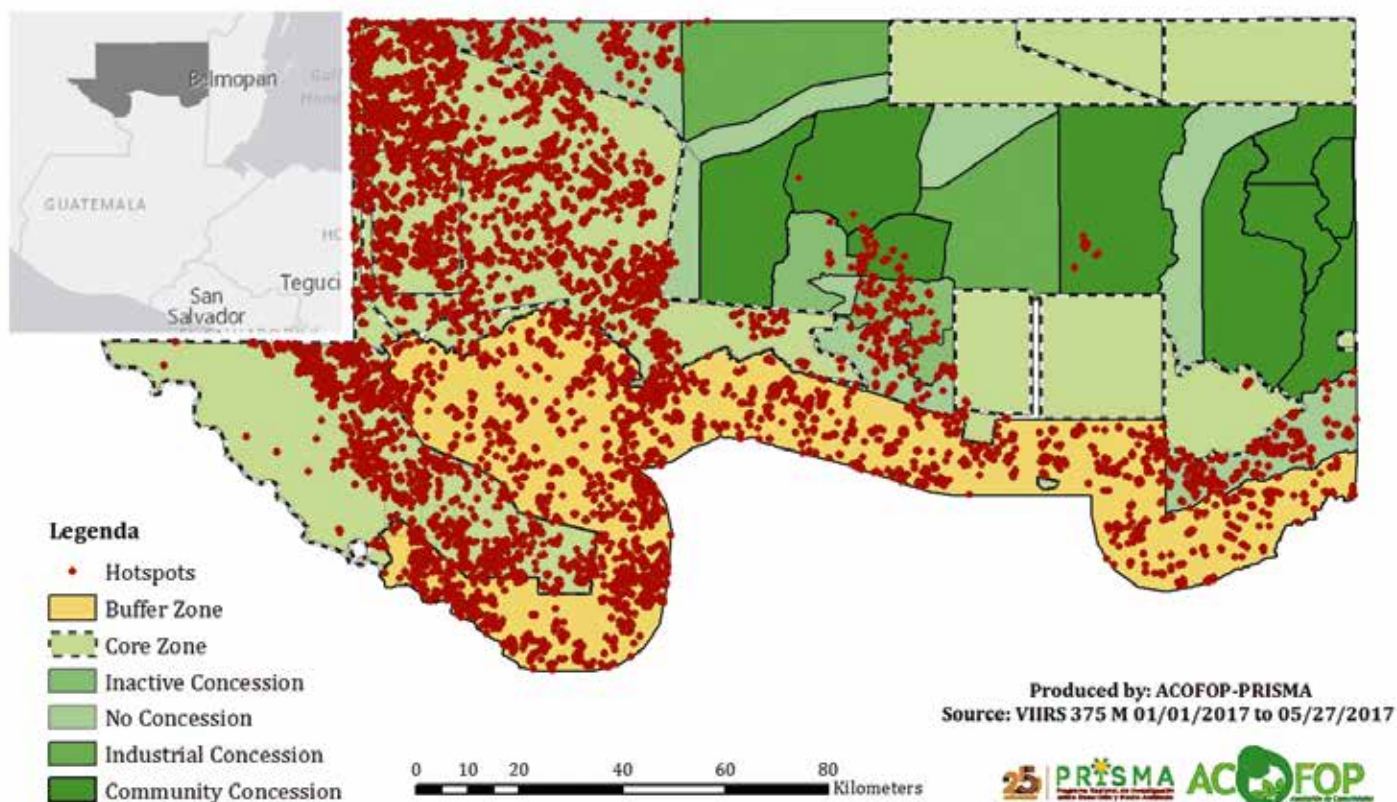 Belmopan
GUATEMALA
Teguci
San
Salvador
Legenda
Hotspots
Buffer Zone
Core Zone
Inactive Concession
No Concession
Industrial Concession
Community Concession
0 10 20 40 60 80
Kilometers
Produced by: ACOFOP-PRISMA
Source: VIIRS 375 M 01/01/2017 to 05/27/2017
25 PRISMA
ACOFOP